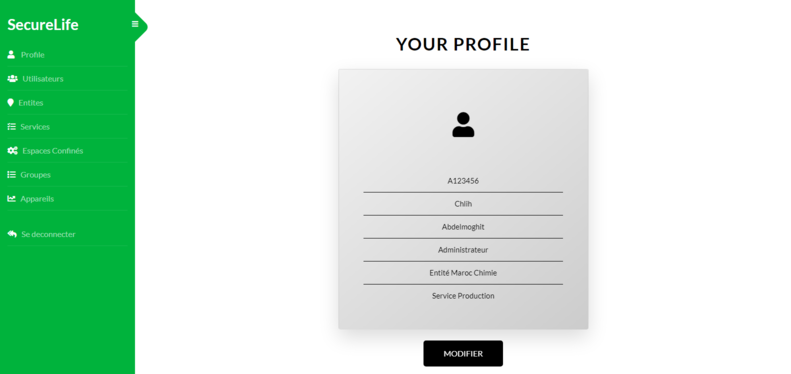 SecureLife
Profile
Utilisateurs
Entites
Services
Espaces Confinés
Groupes
Appareils
Se deconnecter
YOUR PROFILE
A123456
Chlih
Abdelmoghit
Administrateur
Entité Maroc Chimie
Service Production
MODIFIER